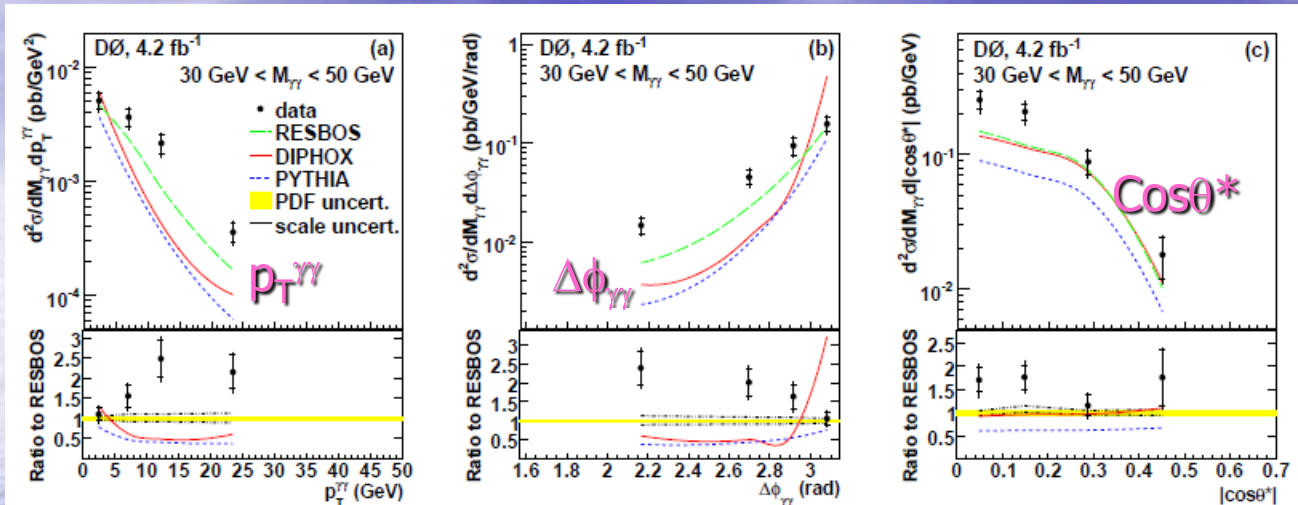 DØ, 4.2 fb⁻¹ (a)
30 GeV < Mγγ < 50 GeV
data
RESBOS
DIPHOX
PYTHIA
PDF uncert.
scale uncert.
d²σ/dMγγdpTγγ (pb/GeV²)
10⁻²
10⁻³
10⁻⁴
pTγγ
Ratio to RESBOS
3
2.5
2
1.5
1
0.5
0 5 10 15 20 25 30 35 40 45 50
pTγγ (GeV)
DØ, 4.2 fb⁻¹ (b)
30 GeV < Mγγ < 50 GeV
d²σ/dMγγdΔϕγγ (pb/GeV/rad)
1
10⁻¹
10⁻²
Δϕγγ
Ratio to RESBOS
3
2.5
2
1.5
1
0.5
1.6 1.8 2 2.2 2.4 2.6 2.8 3
Δϕγγ (rad)
DØ, 4.2 fb⁻¹ (c)
30 GeV < Mγγ < 50 GeV
d²σ/dMγγd|cosθ*| (pb/GeV)
10⁻¹
10⁻²
Cosθ*
Ratio to RESBOS
2.5
2
1.5
1
0.5
0 0.1 0.2 0.3 0.4 0.5 0.6 0.7
|cosθ*|